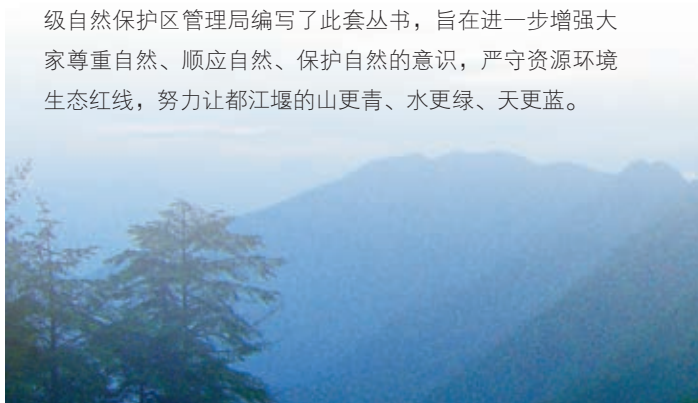 级自然保护区管理局编写了此套丛书，旨在进一步增强大
家尊重自然、顺应自然、保护自然的意识，严守资源环境
生态红线，努力让都江堰的山更青、水更绿、天更蓝。